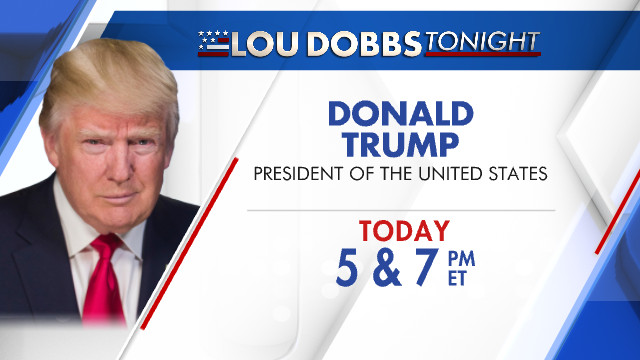 LOU DOBBS TONIGHT
DONALD
TRUMP
PRESIDENT OF THE UNITED STATES
TODAY
5 & 7 PM ET